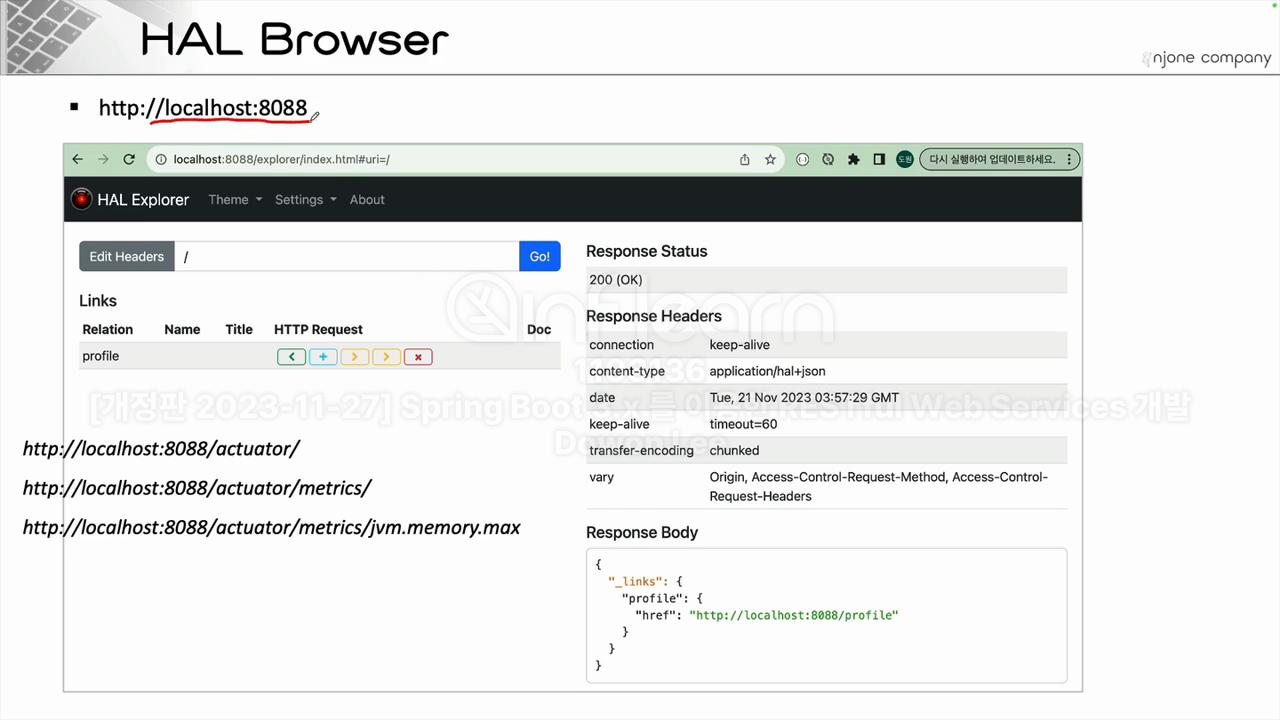 HAL Browser
njone company
▪ http://localhost:8088
localhost:8088/explorer/index.html#uri=/
도원
다시 실행하여 업데이트하세요.
HAL Explorer Theme Settings About
Edit Headers / Go!
Links
Relation Name Title HTTP Request Doc
profile
http://localhost:8088/actuator/
http://localhost:8088/actuator/metrics/
http://localhost:8088/actuator/metrics/jvm.memory.max
Response Status
200 (OK)
Response Headers
connection keep-alive
content-type application/hal+json
date Tue, 21 Nov 2023 03:57:29 GMT
keep-alive timeout=60
transfer-encoding chunked
vary Origin, Access-Control-Request-Method, Access-Control-
Request-Headers
Response Body
{
"_links": {
"profile": {
"href": "http://localhost:8088/profile"
}
}
}
inflearn
[개정판 2023-11-27] Spring Boot 3.x 를 이용한 RESTful Web Services 개발
Dowon Lee